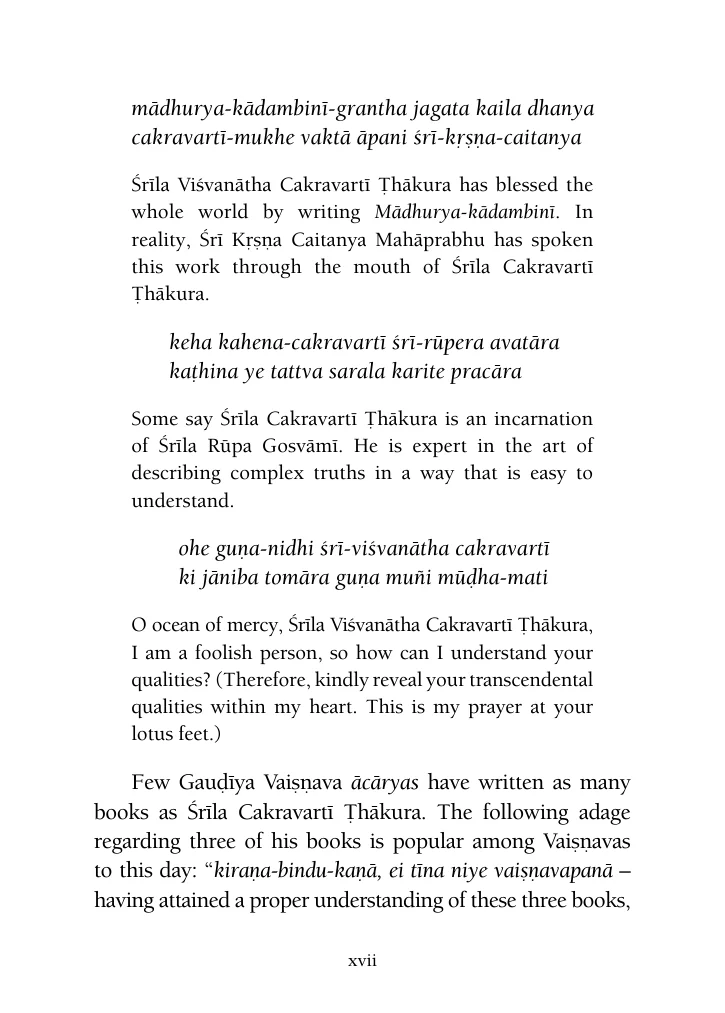 mādhurya-kādambinī-grantha jagata kaila dhanya
cakravartī-mukhe vaktā āpani śrī-kṛṣṇa-caitanya
Śrīla Viśvanātha Cakravartī Ṭhākura has blessed the
whole world by writing Mādhurya-kādambinī. In
reality, Śrī Kṛṣṇa Caitanya Mahāprabhu has spoken
this work through the mouth of Śrīla Cakravartī
Ṭhākura.
keha kahena-cakravartī śrī-rūpera avatāra
kaṭhina ye tattva sarala karite pracāra
Some say Śrīla Cakravartī Ṭhākura is an incarnation
of Śrīla Rūpa Gosvāmī. He is expert in the art of
describing complex truths in a way that is easy to
understand.
ohe guṇa-nidhi śrī-viśvanātha cakravartī
ki jāniba tomāra guṇa muñi mūḍha-mati
O ocean of mercy, Śrīla Viśvanātha Cakravartī Ṭhākura,
I am a foolish person, so how can I understand your
qualities? (Therefore, kindly reveal your transcendental
qualities within my heart. This is my prayer at your
lotus feet.)
Few Gauḍīya Vaiṣṇava ācāryas have written as many
books as Śrīla Cakravartī Ṭhākura. The following adage
regarding three of his books is popular among Vaiṣṇavas
to this day: “kiraṇa-bindu-kaṇā, ei tīna niye vaiṣṇavapanā –
having attained a proper understanding of these three books,
xvii